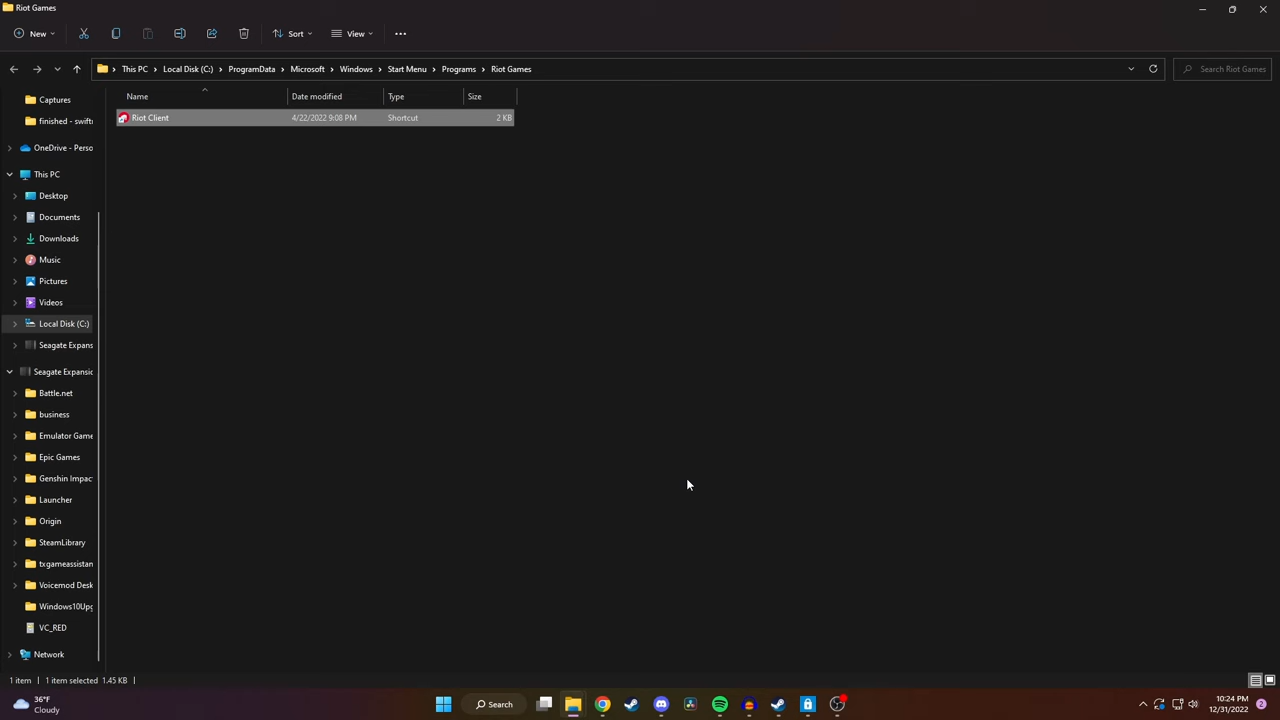 Riot Games
New
Sort
View
This PC > Local Disk (C:) > ProgramData > Microsoft > Windows > Start Menu > Programs > Riot Games
Search Riot Games
Name
Date modified
Type
Size
Riot Client
4/22/2022 9:08 PM
Shortcut
2 KB
Captures
finished - swiftn
OneDrive - Perso
This PC
Desktop
Documents
Downloads
Music
Pictures
Videos
Local Disk (C:)
Seagate Expans
Seagate Expansic
Battle.net
business
Emulator Game
Epic Games
Genshin Impac
Launcher
Origin
SteamLibrary
txgameassistan
Voicemod Desk
Windows10Upg
VC_RED
Network
1 item
1 item selected 1.45 KB
36°F
Cloudy
Search
10:24 PM
12/31/2022
2